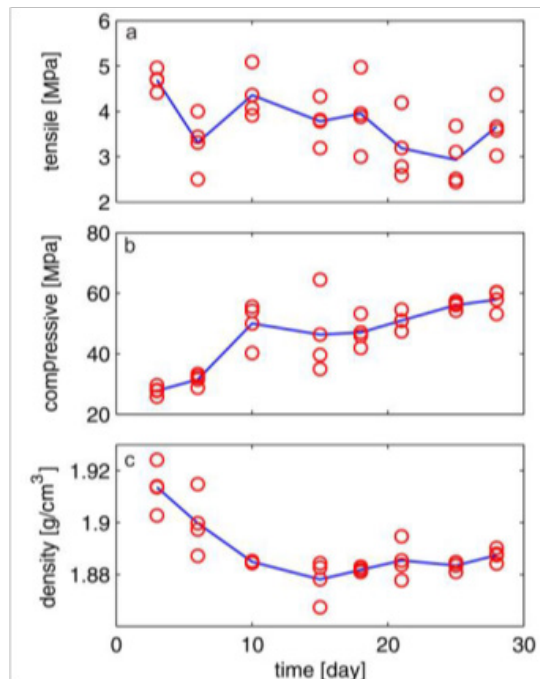 a
6
5
4
3
2
tensile [MPa]
b
80
60
40
20
compressive [MPa]
c
1.92
1.9
1.88
density [g/cm³]
0 10 20 30
time [day]